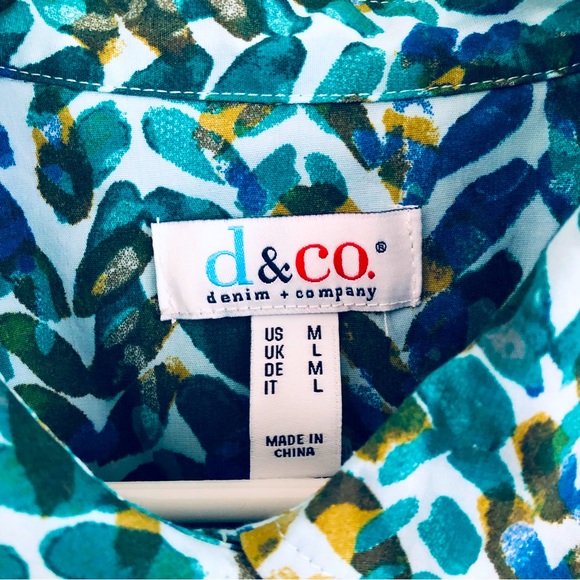 d&co.®
denim + company
US M
UK L
DE M
IT L
MADE IN
CHINA